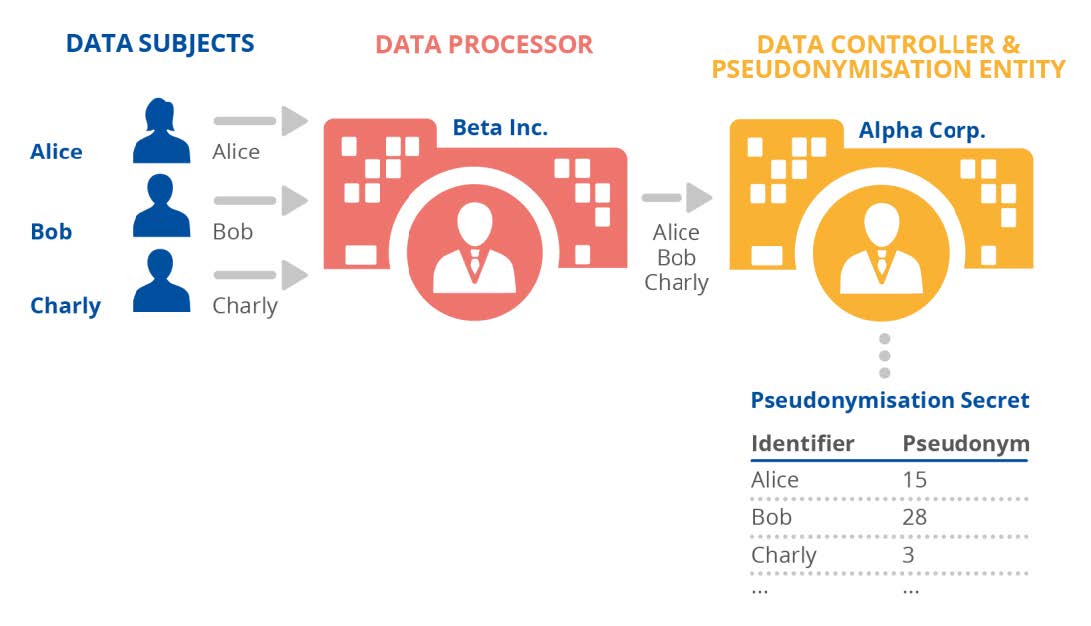 DATA SUBJECTS
DATA PROCESSOR
DATA CONTROLLER &
PSEUDONYMISATION ENTITY
Alice
Alice
Bob
Bob
Charly
Charly
Beta Inc.
Alice
Bob
Charly
Alpha Corp.
Pseudonymisation Secret
Identifier Pseudonym
Alice 15
Bob 28
Charly 3
... ...